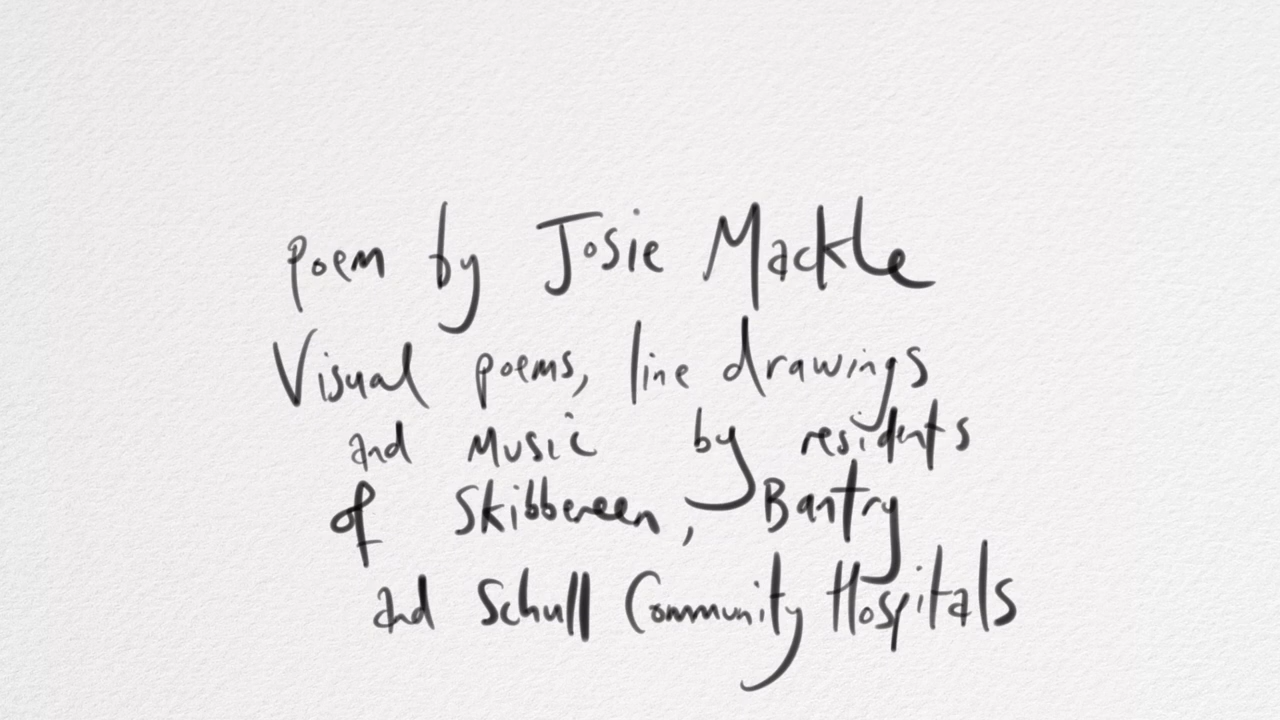 poem by Josie Mackle
Visual poems, line drawings
and Music by residents
of Skibbereen, Bantry
and Schull Community Hospitals